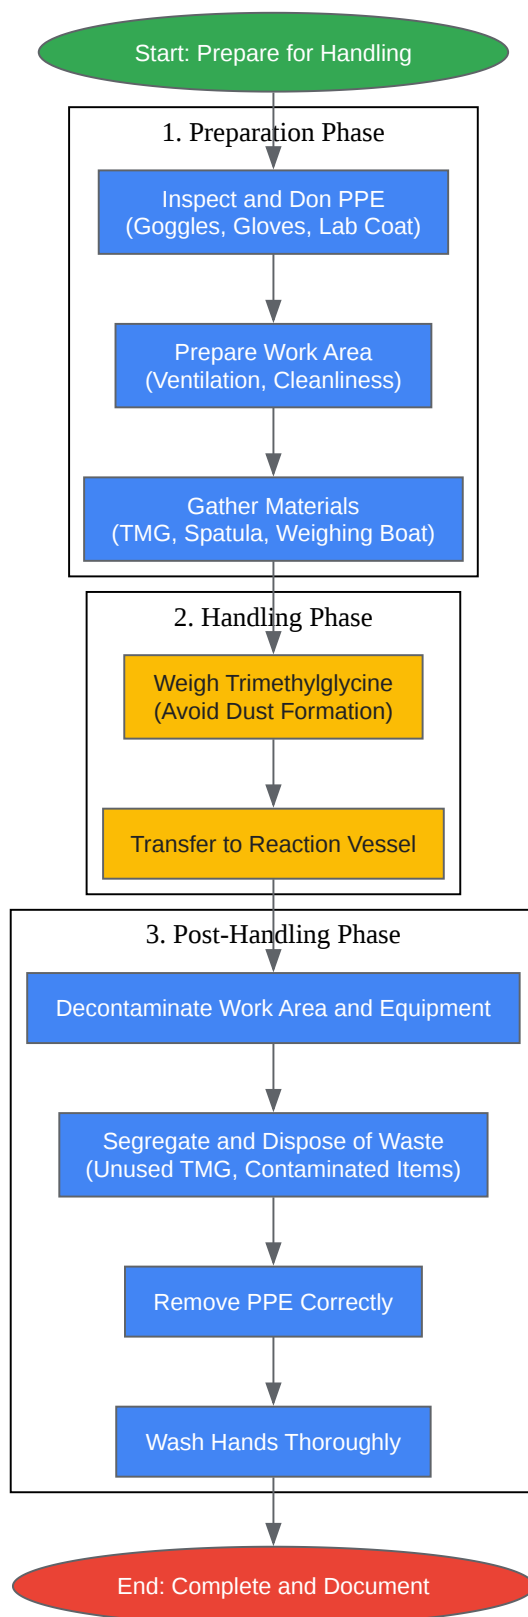 Start: Prepare for Handling
1. Preparation Phase
Inspect and Don PPE
(Goggles, Gloves, Lab Coat)
Prepare Work Area
(Ventilation, Cleanliness)
Gather Materials
(TMG, Spatula, Weighing Boat)
2. Handling Phase
Weigh Trimethylglycine
(Avoid Dust Formation)
Transfer to Reaction Vessel
3. Post-Handling Phase
Decontaminate Work Area and Equipment
Segregate and Dispose of Waste
(Unused TMG, Contaminated Items)
Remove PPE Correctly
Wash Hands Thoroughly
End: Complete and Document